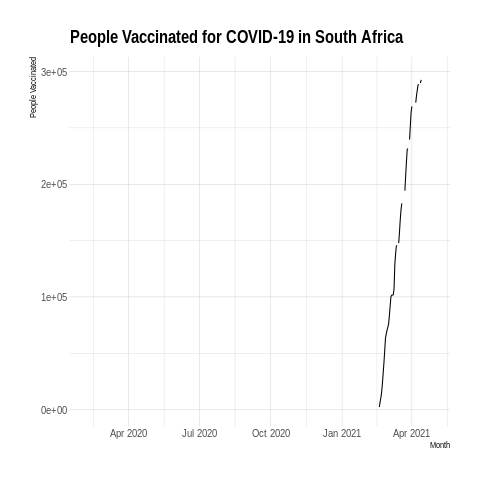 People Vaccinated for COVID-19 in South Africa
People Vaccinated
3e+05
2e+05
1e+05
0e+00
Apr 2020 Jul 2020 Oct 2020 Jan 2021 Apr 2021
Month